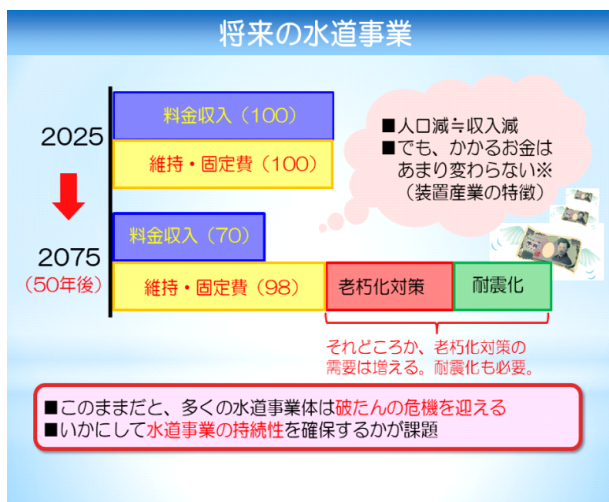 将来の水道事業
2025
料金収入（100）
維持・固定費（100）
■人口減≒収入減
■でも、かかるお金は
あまり変わらない※
（装置産業の特徴）
2075
（50年後）
料金収入（70）
維持・固定費（98）
老朽化対策
耐震化
それどころか、老朽化対策の
需要は増える。耐震化も必要。
■このままだと、多くの水道事業体は破たんの危機を迎える
■いかにして水道事業の持続性を確保するかが課題